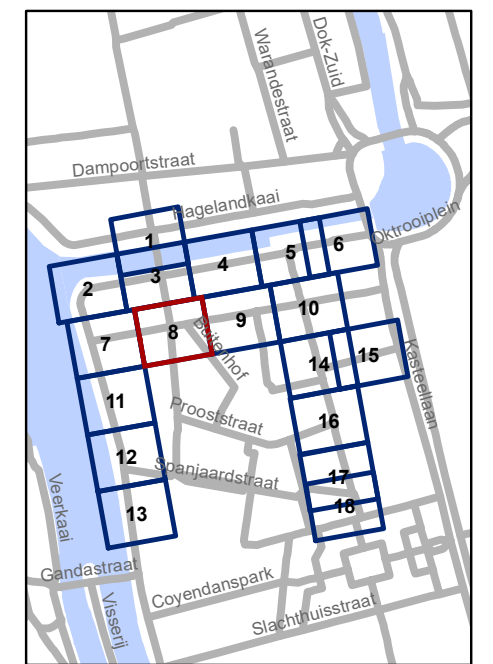 Warandestraat
Dok-Zuid
Dampoortstraat
Hagelandkaai
Oktrooiplein
1
2
3
4
5
6
7
8
9
10
Buitenhof
11
12
13
14
15
16
17
18
Kasteellaan
Prooststraat
Spanjaardstraat
Veerkaai
Gandastraat
Visserij
Coyendanspark
Slachthuisstraat